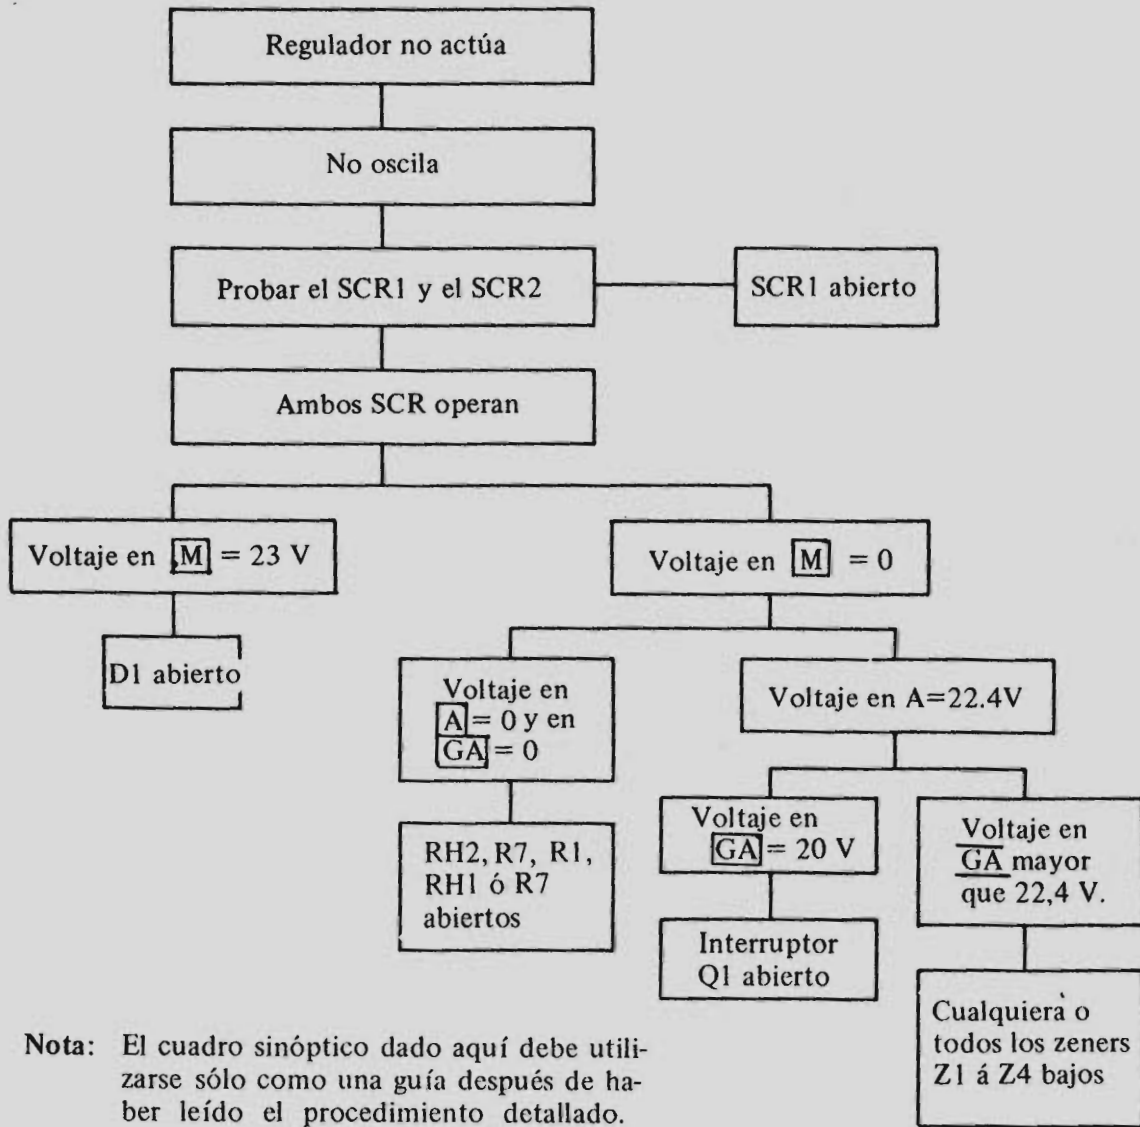 Regulador no actúa
No oscila
Probar el SCR1 y el SCR2
SCR1 abierto
Ambos SCR operan
Voltaje en M = 23 V
Voltaje en M = 0
D1 abierto
Voltaje en
A = 0 y en
GA = 0
Voltaje en A=22.4V
RH2, R7, R1,
RH1 ó R7
abiertos
Voltaje en
GA = 20 V
Voltaje en
GA mayor
que 22,4 V.
Interruptor
Q1 abierto
Cualquiera o
todos los zeners
Z1 á Z4 bajos
Nota: El cuadro sinóptico dado aquí debe utili-
zarse sólo como una guía después de ha-
ber leído el procedimiento detallado.